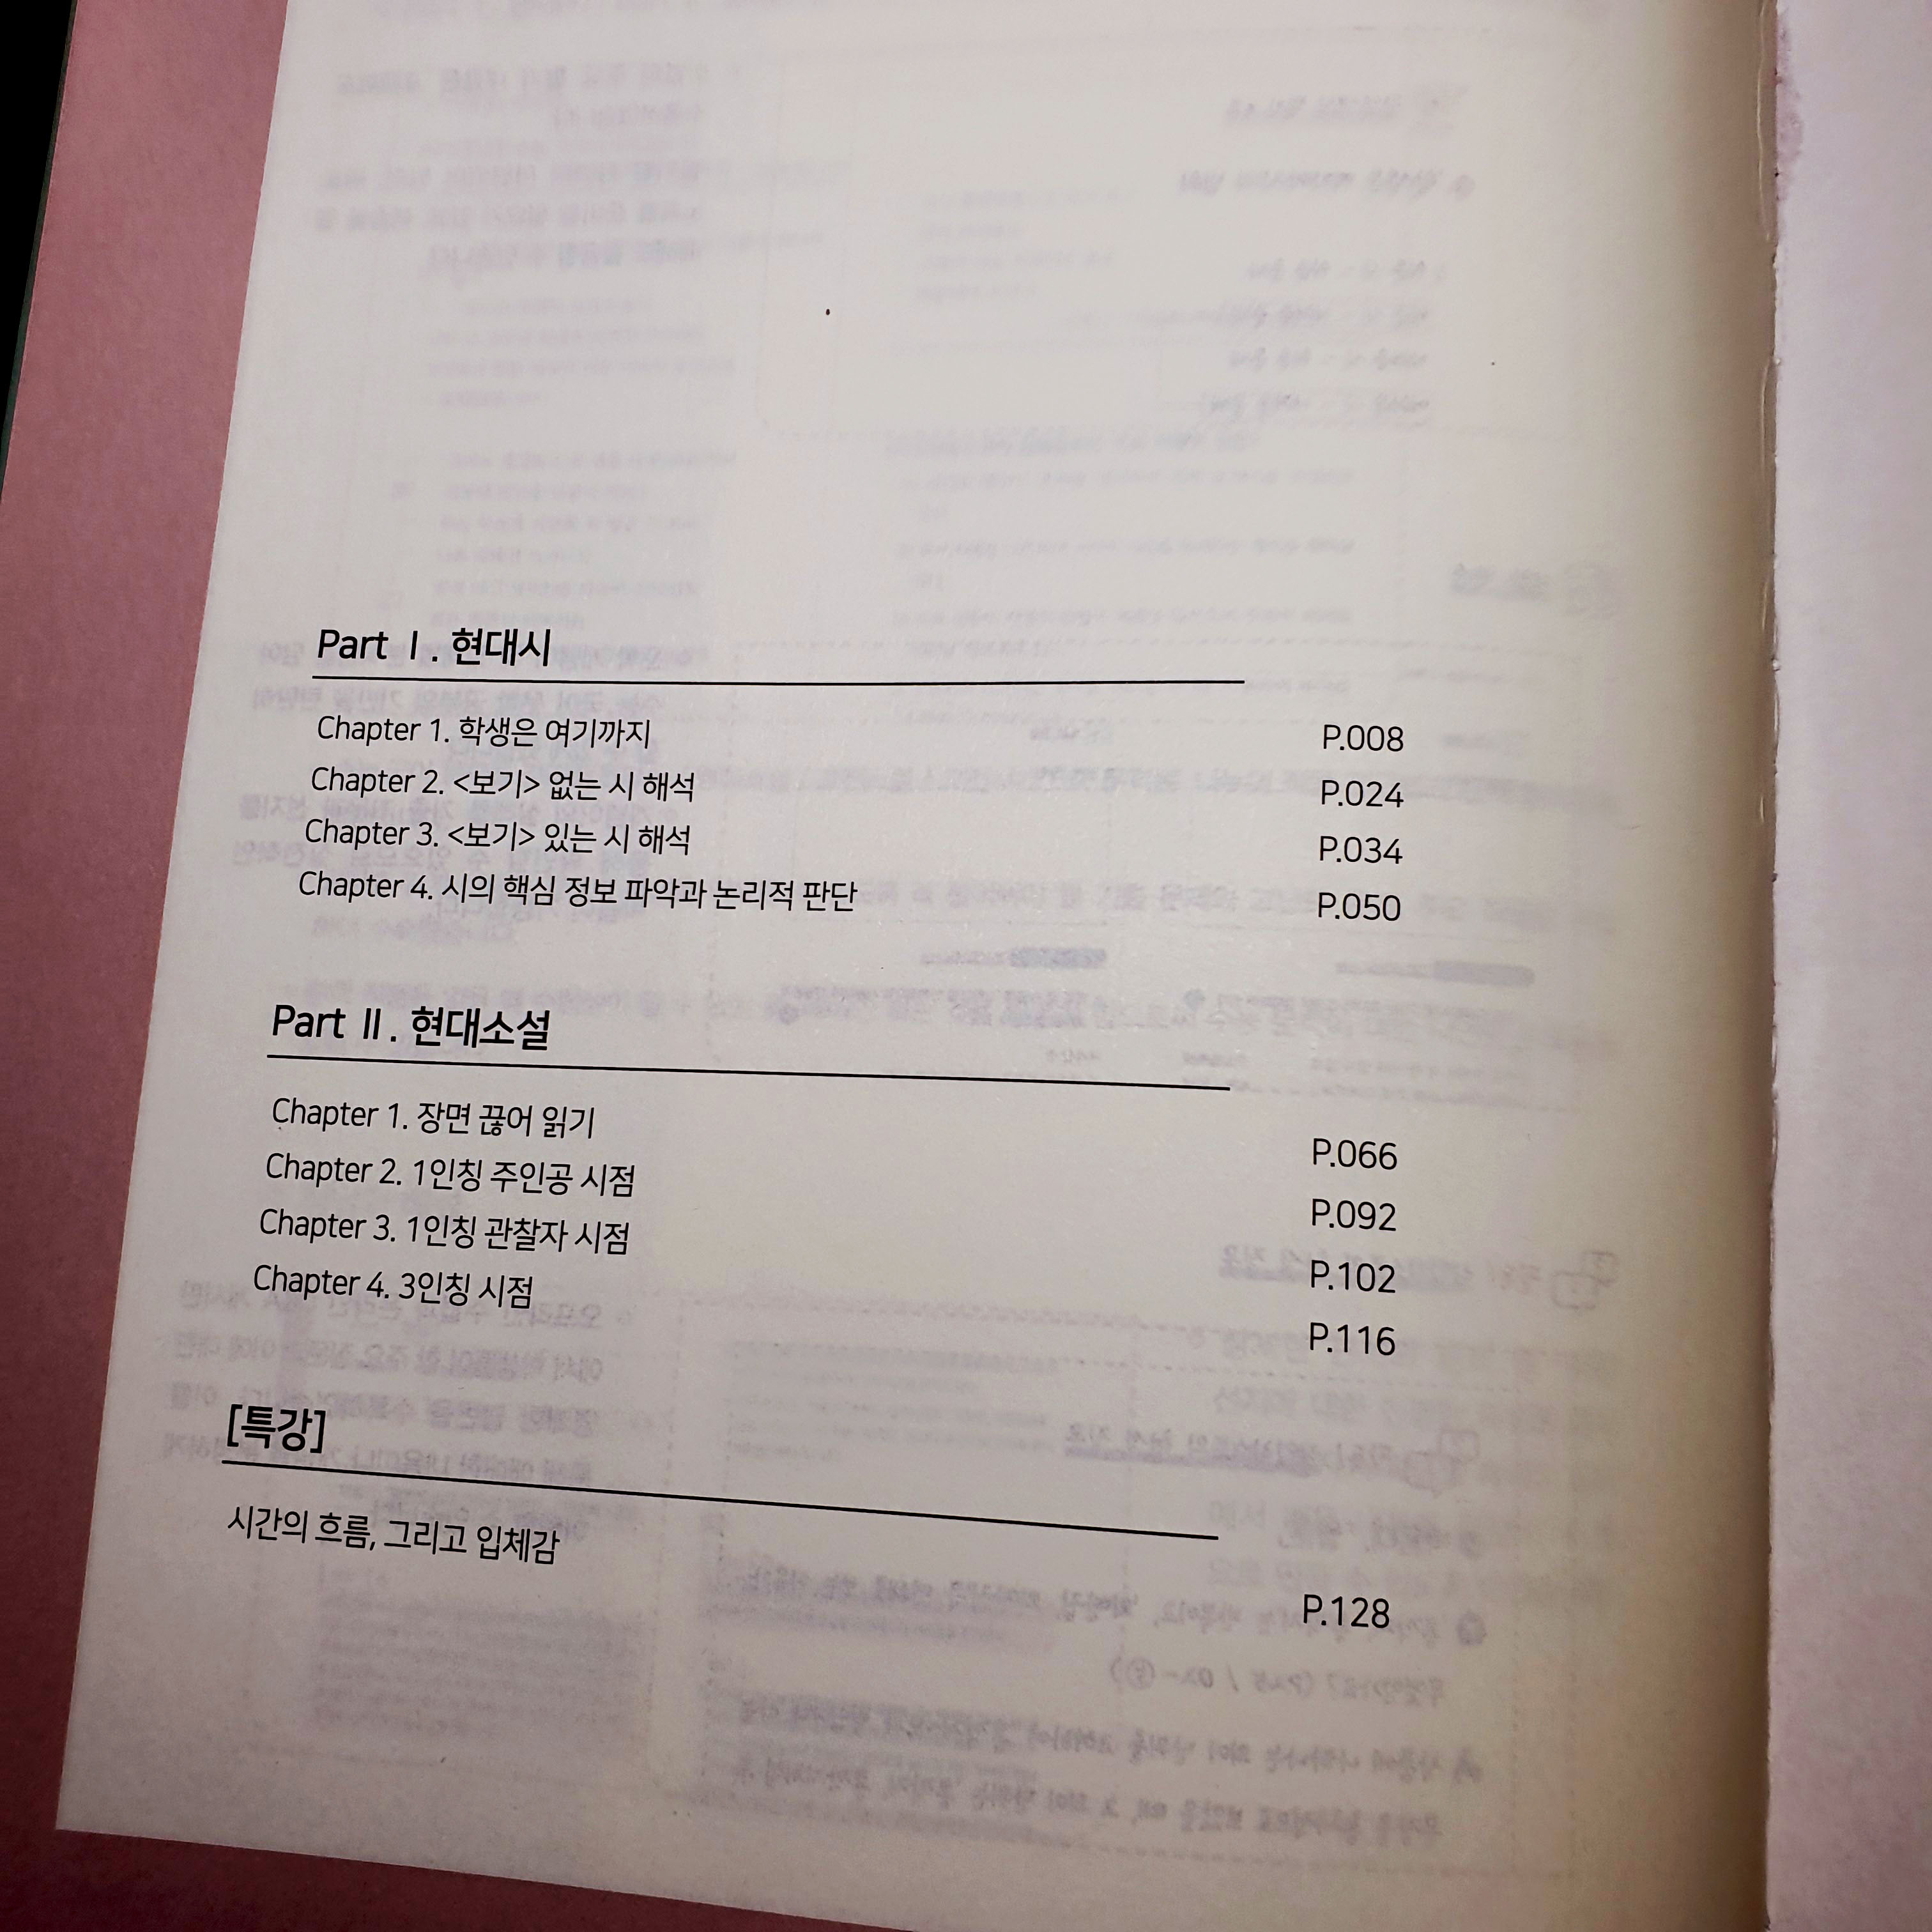 Part Ⅰ. 현대시
Chapter 1. 학생은 여기까지 P.008
Chapter 2. <보기> 없는 시 해석 P.024
Chapter 3. <보기> 있는 시 해석 P.034
Chapter 4. 시의 핵심 정보 파악과 논리적 판단 P.050
Part Ⅱ. 현대소설
Chapter 1. 장면 끊어 읽기 P.066
Chapter 2. 1인칭 주인공 시점 P.092
Chapter 3. 1인칭 관찰자 시점 P.102
Chapter 4. 3인칭 시점 P.116
[특강]
시간의 흐름, 그리고 입체감 P.128